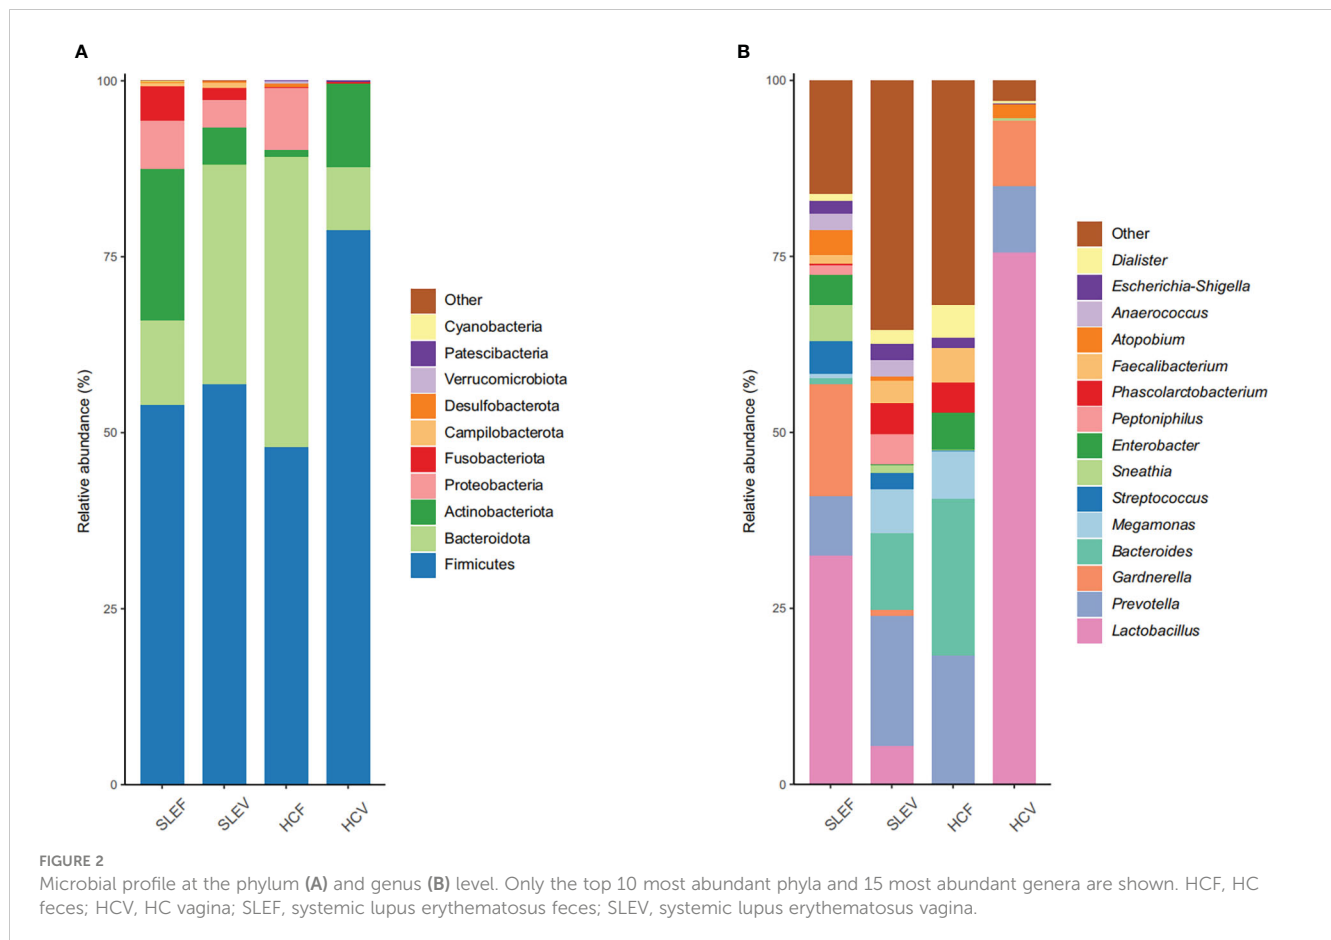 A
B
Relative abundance (%)
100
75
50
25
0
SLEF
SLEV
HCF
HCV
Other
Cyanobacteria
Patescibacteria
Verrucomicrobiota
Desulfobacterota
Campilobacterota
Fusobacteriota
Proteobacteria
Actinobacteriota
Bacteroidota
Firmicutes
Relative abundance (%)
100
75
50
25
0
SLEF
SLEV
HCF
HCV
Other
Dialister
Escherichia-Shigella
Anaerococcus
Atopobium
Faecalibacterium
Phascolarctobacterium
Peptoniphilus
Enterobacter
Sneathia
Streptococcus
Megamonas
Bacteroides
Gardnerella
Prevotella
Lactobacillus
FIGURE 2
Microbial profile at the phylum (A) and genus (B) level. Only the top 10 most abundant phyla and 15 most abundant genera are shown. HCF, HC
feces; HCV, HC vagina; SLEF, systemic lupus erythematosus feces; SLEV, systemic lupus erythematosus vagina.